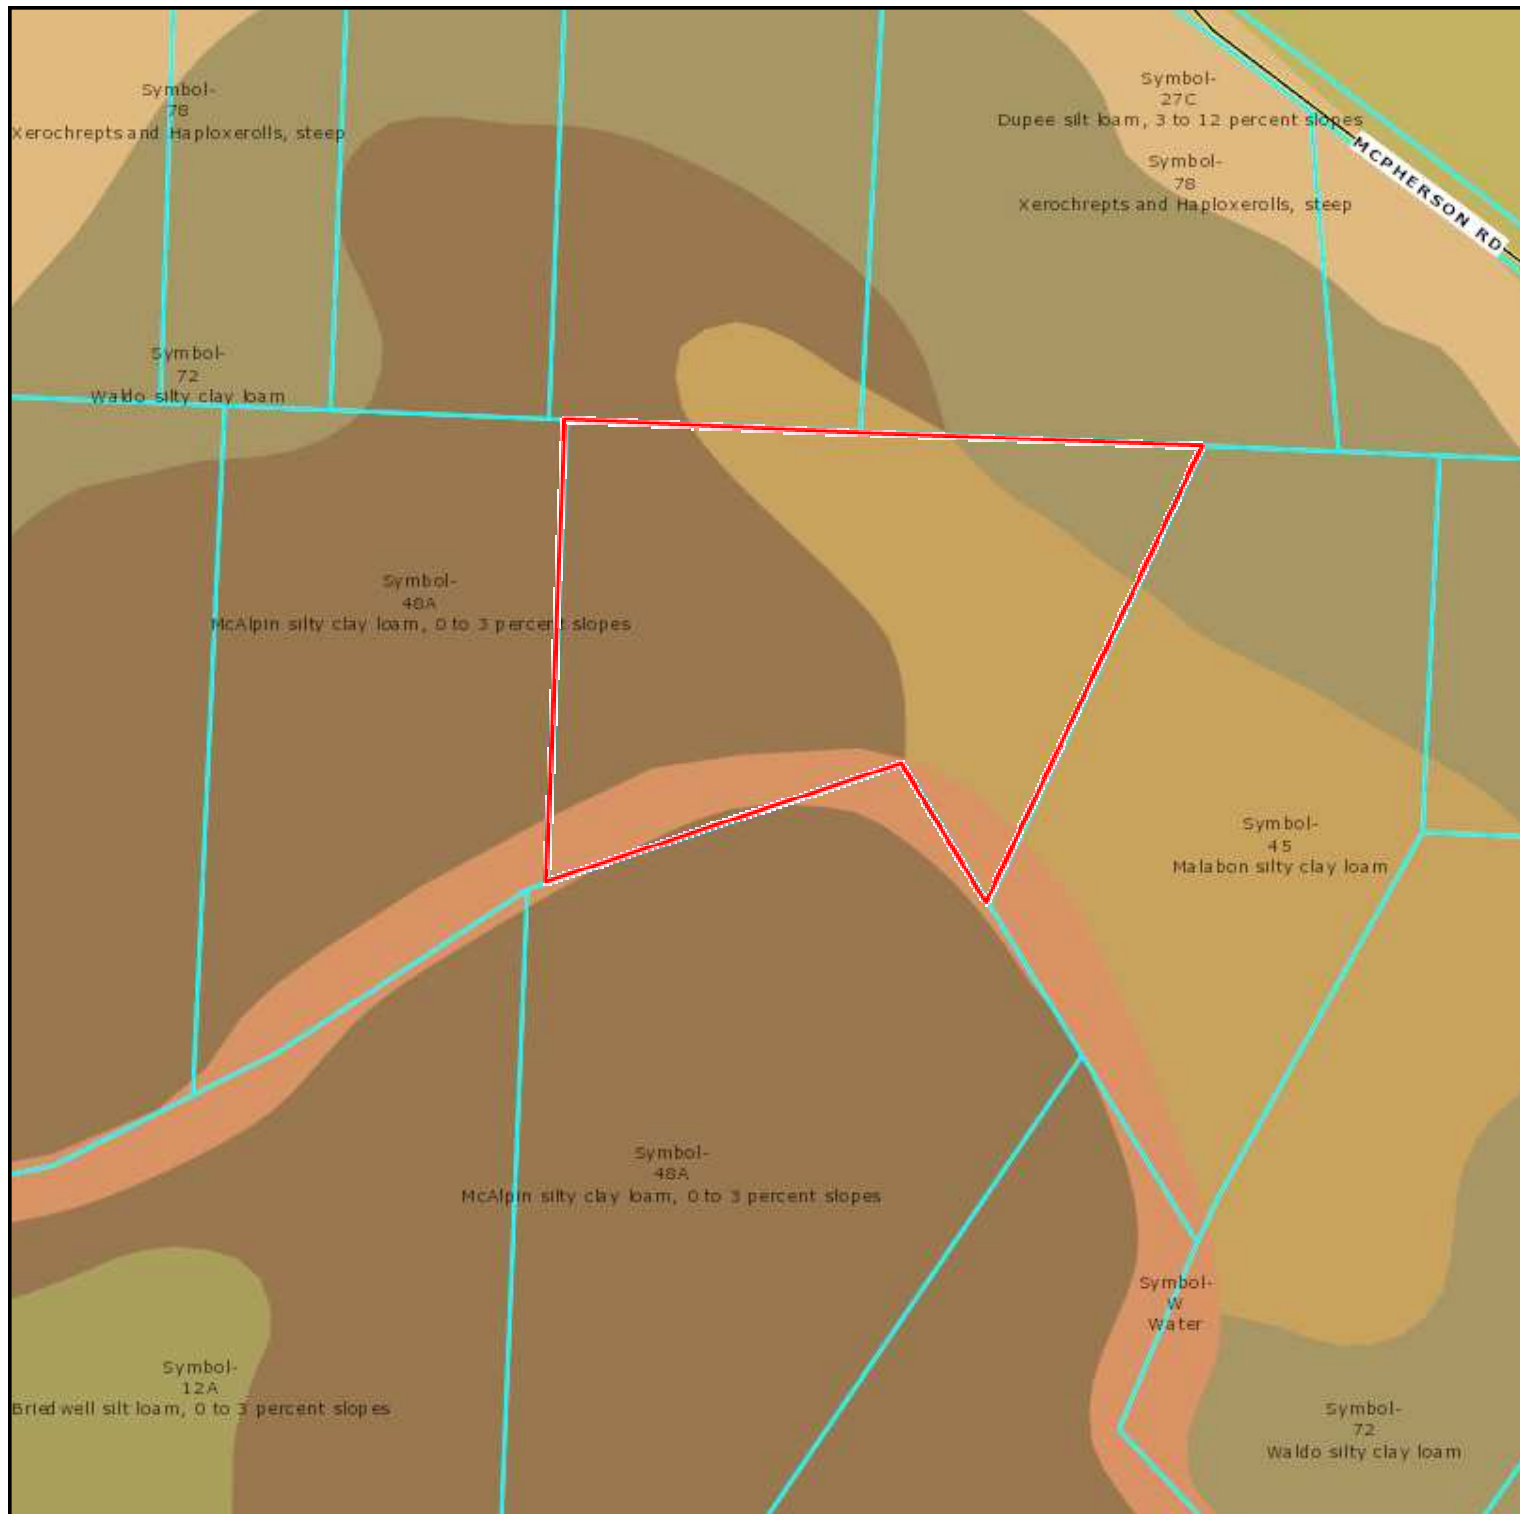 Symbol-
78
Xerochrepts and Haploxerolls, steep
Symbol-
27C
Dupee silt loam, 3 to 12 percent slopes
MCPHERSON RD
Symbol-
78
Xerochrepts and Haploxerolls, steep
Symbol-
72
Waldo silty clay loam
Symbol-
48A
McAlpin silty clay loam, 0 to 3 percent slopes
Symbol-
45
Malabon silty clay loam
Symbol-
48A
McAlpin silty clay loam, 0 to 3 percent slopes
Symbol-
W
Water
Symbol-
12A
Briedwell silt loam, 0 to 3 percent slopes
Symbol-
72
Waldo silty clay loam